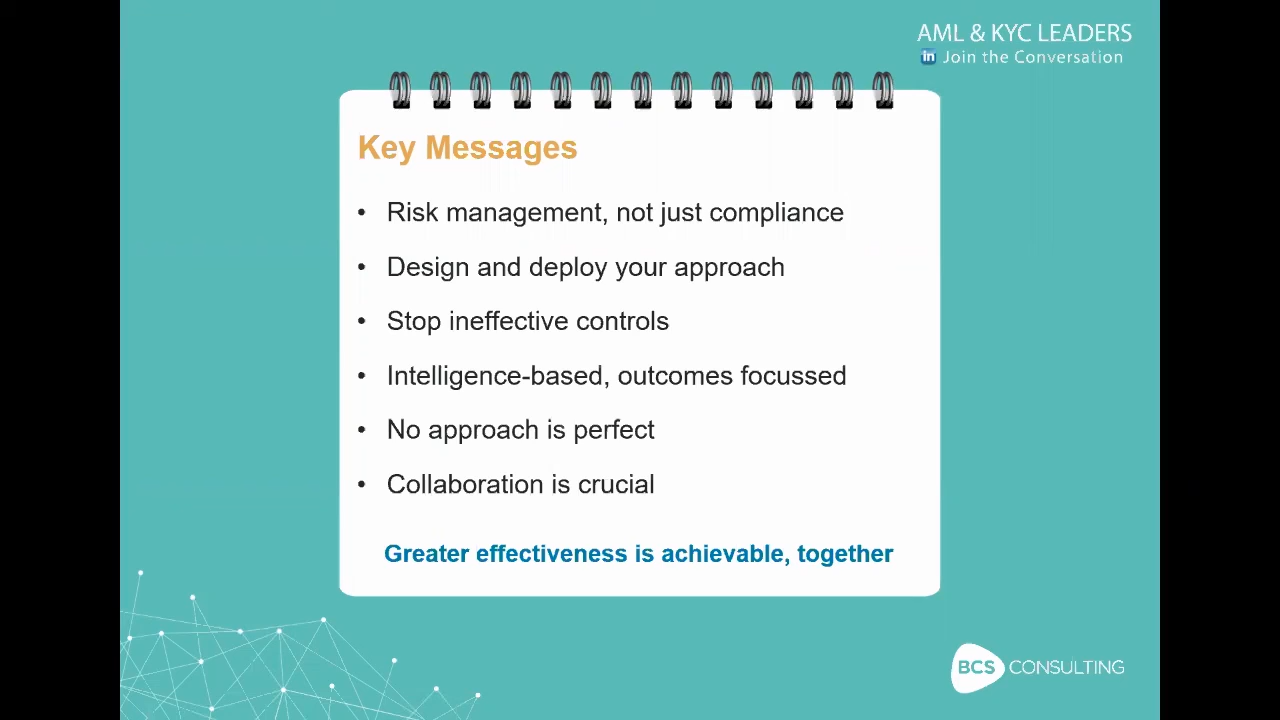 AML & KYC LEADERS
in Join the Conversation
Key Messages
• Risk management, not just compliance
• Design and deploy your approach
• Stop ineffective controls
• Intelligence-based, outcomes focussed
• No approach is perfect
• Collaboration is crucial
Greater effectiveness is achievable, together
BCS CONSULTING